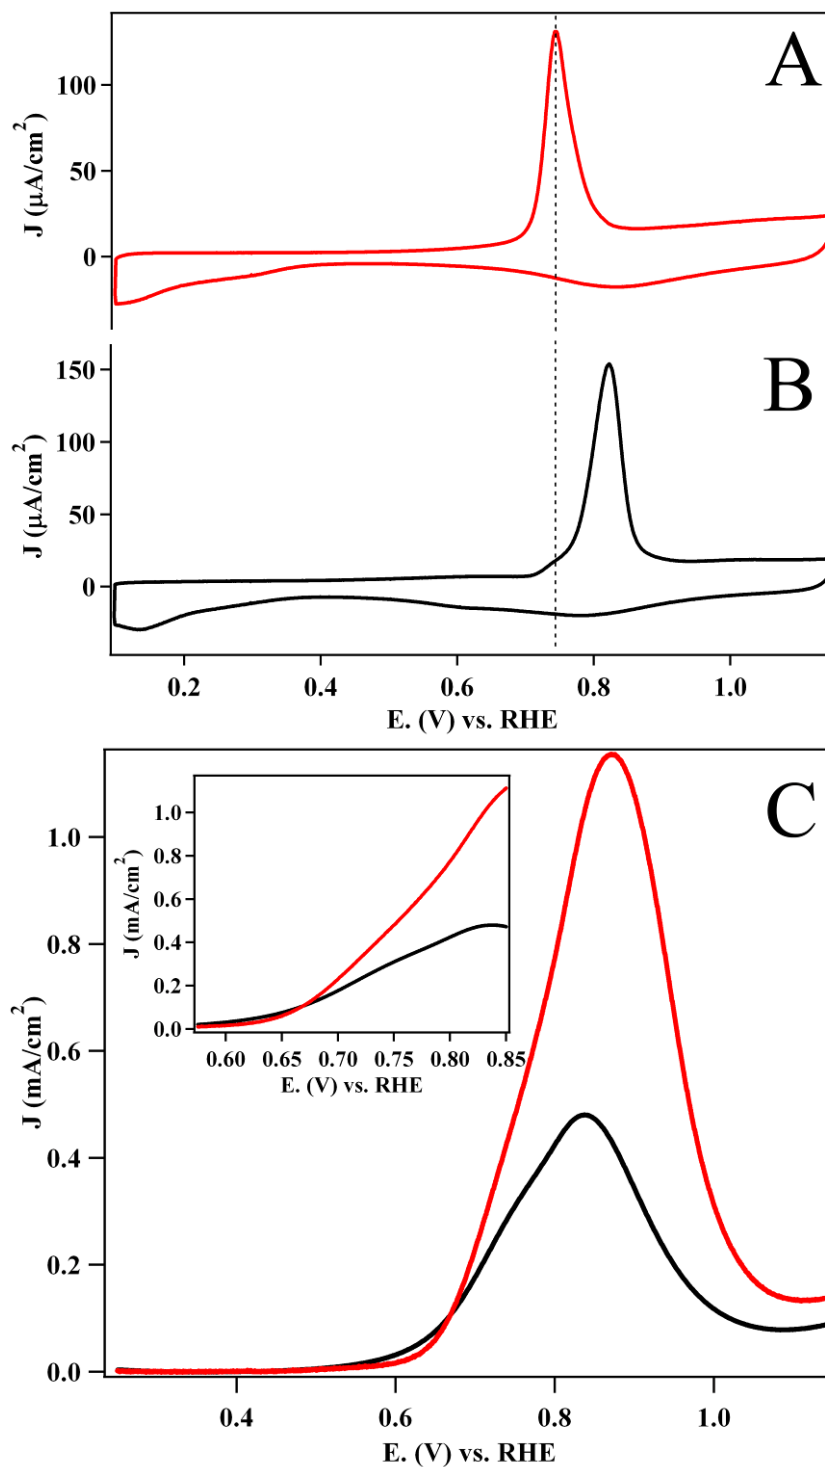 A
100
50
0
J (μA/cm²)
B
150
100
50
0
J (μA/cm²)
0.2 0.4 0.6 0.8 1.0
E. (V) vs. RHE
C
1.0
0.8
0.6
0.4
0.2
0.0
J (mA/cm²)
1.0
0.8
0.6
0.4
0.2
0.0
J (mA/cm²)
0.60 0.65 0.70 0.75 0.80 0.85
E. (V) vs. RHE
0.4 0.6 0.8 1.0
E. (V) vs. RHE